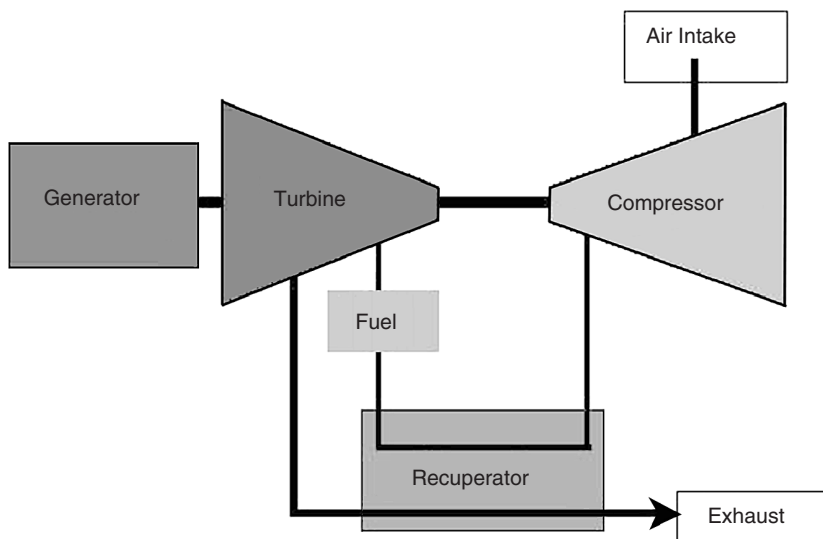 Air Intake
Generator
Turbine
Compressor
Fuel
Recuperator
Exhaust